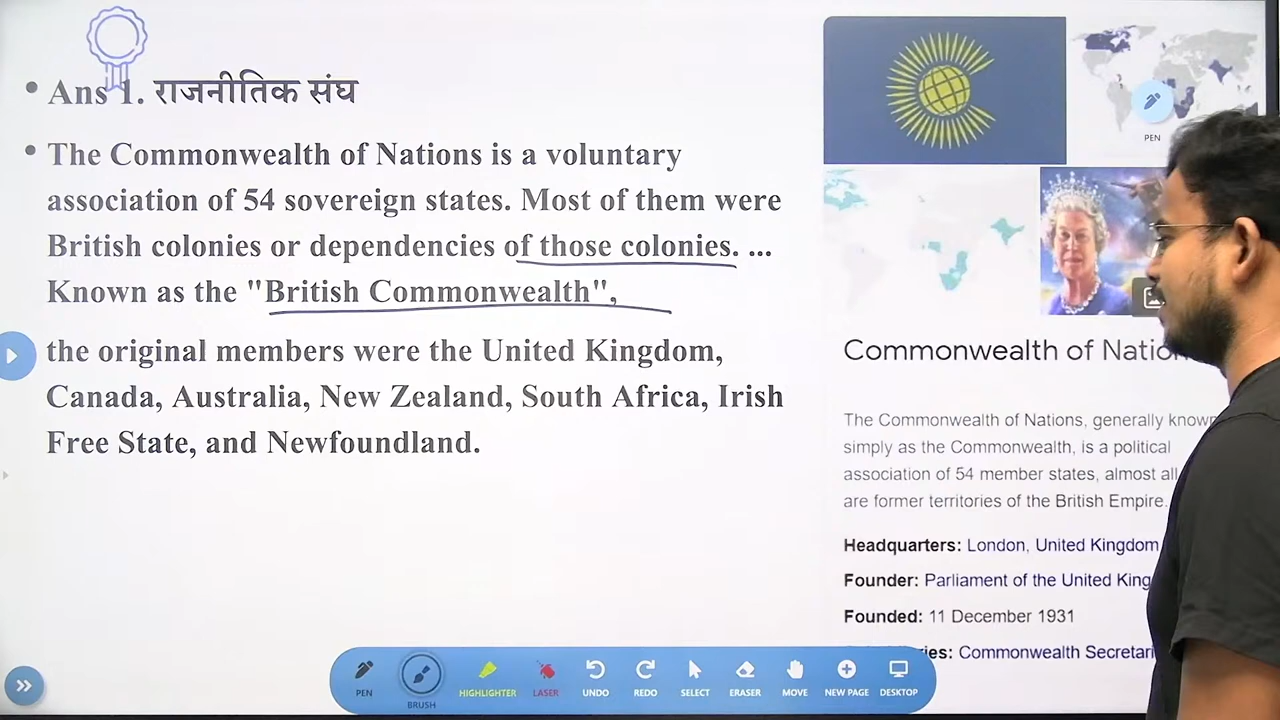 Ans 1. राजनीतिक संघ
The Commonwealth of Nations is a voluntary
association of 54 sovereign states. Most of them were
British colonies or dependencies of those colonies. ...
Known as the "British Commonwealth",
the original members were the United Kingdom,
Canada, Australia, New Zealand, South Africa, Irish
Free State, and Newfoundland.
PEN
Commonwealth of
The Commonwealth of Nations, generally known
simply as the Commonwealth, is a political
association of 54 member states, almost all
are former territories of the British Empire.
Headquarters: London, United Kingdom
Founder: Parliament of the United
Founded: 11 December 1931
Commonwealth
PEN
BRUSH
HIGHLIGHTER
LASER
UNDO
REDO
SELECT
ERASER
MOVE
NEW PAGE
DESKTOP